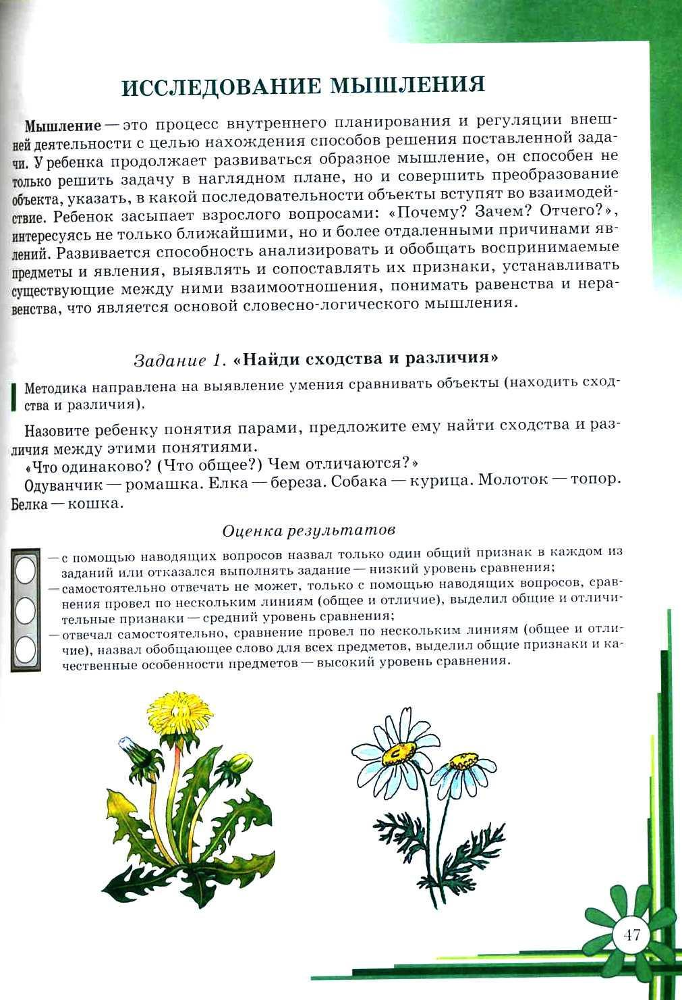 ИССЛЕДОВАНИЕ МЫШЛЕНИЯ
Мышление — это процесс внутреннего планирования и регуляции внеш-
ней деятельности с целью нахождения способов решения поставленной зада-
чи. У ребенка продолжает развиваться образное мышление, он способен не
только решить задачу в наглядном плане, но и совершить преобразование
объекта, указать, в какой последовательности объекты вступят во взаимодей-
ствие. Ребенок засыпает взрослого вопросами: «Почему? Зачем? Отчего?»,
интересуясь не только ближайшими, но и более отдаленными причинами яв-
лений. Развивается способность анализировать и обобщать воспринимаемые
предметы и явления, выявлять и сопоставлять их признаки, устанавливать
существующие между ними взаимоотношения, понимать равенства и нера-
венства, что является основой словесно-логического мышления.
Задание 1. «Найди сходства и различия»
Методика направлена на выявление умения сравнивать объекты (находить сход-
ства и различия).
Назовите ребенку понятия парами, предложите ему найти сходства и раз-
личия между этими понятиями.
«Что одинаково? (Что общее?) Чем отличаются?»
Одуванчик — ромашка. Елка — береза. Собака — курица. Молоток — топор.
Белка — кошка.
Оценка результатов
— с помощью наводящих вопросов назвал только один общий признак в каждом из
заданий или отказался выполнять задание — низкий уровень сравнения;
— самостоятельно отвечать не может, только с помощью наводящих вопросов, срав-
нения провел по нескольким линиям (общее и отличие), выделил общие и отличи-
тельные признаки — средний уровень сравнения;
— отвечал самостоятельно, сравнение провел по нескольким линиям (общее и отли-
чие), назвал обобщающее слово для всех предметов, выделил общие признаки и ка-
чественные особенности предметов — высокий уровень сравнения.
47